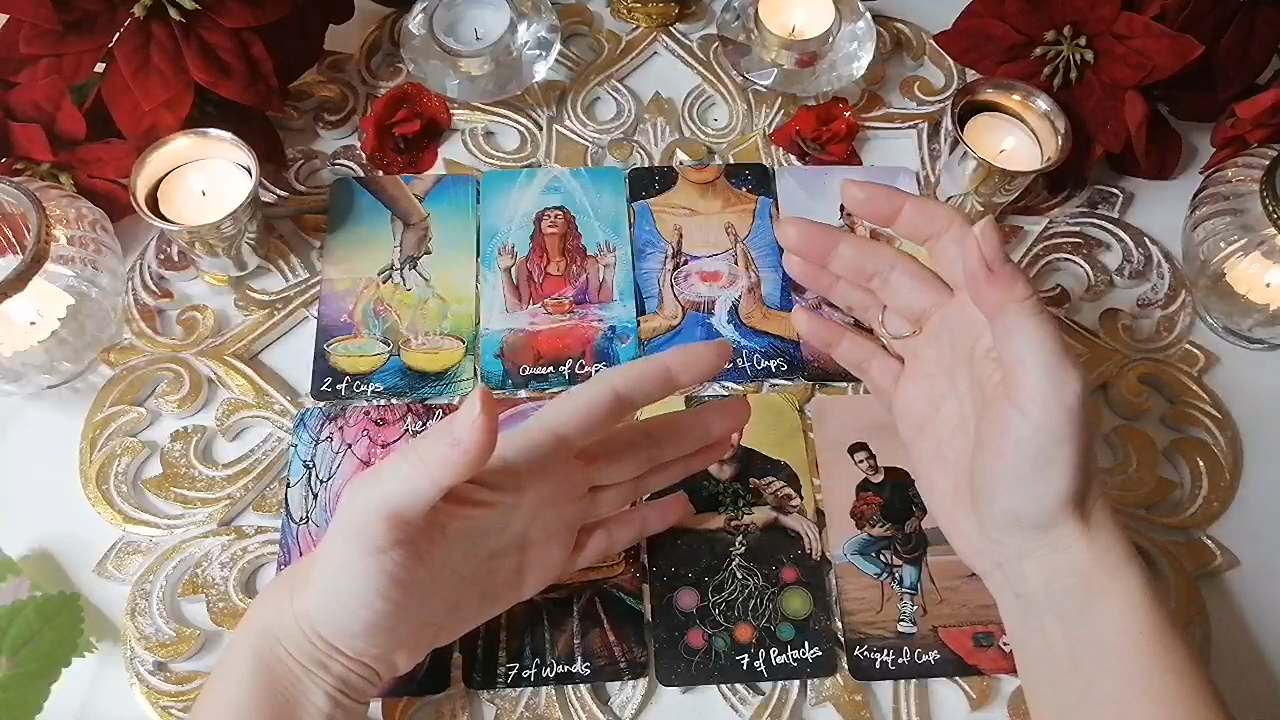 2 of Cups
Queen of Cups
of Cups
7 of Wands
7 of Pentacles
Knight of Cups